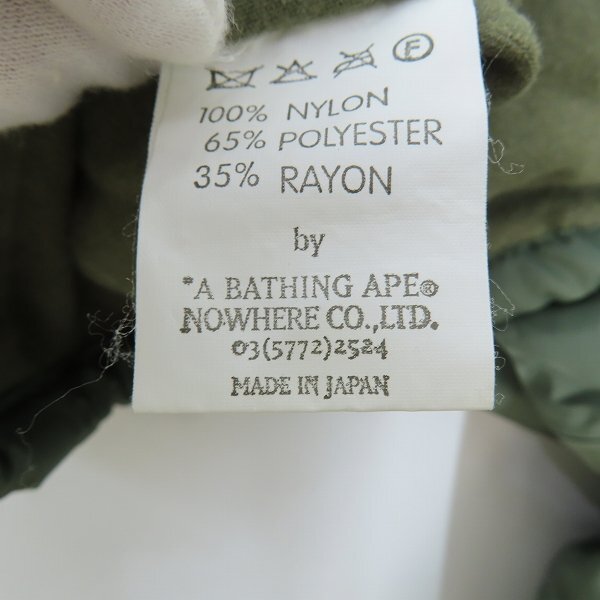 F
100% NYLON
65% POLYESTER
35% RAYON
by
*A BATHING APE®
NOWHERE CO.,LTD.
03(5772)2524
MADE IN JAPAN